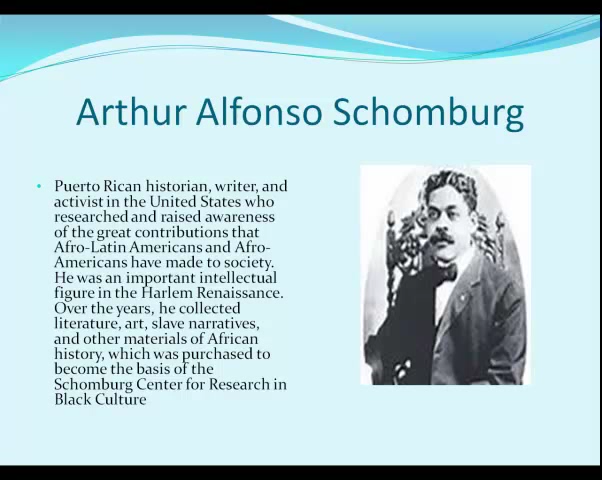 Arthur Alfonso Schomburg
• Puerto Rican historian, writer, and
activist in the United States who
researched and raised awareness
of the great contributions that
Afro-Latin Americans and Afro-
Americans have made to society.
He was an important intellectual
figure in the Harlem Renaissance.
Over the years, he collected
literature, art, slave narratives,
and other materials of African
history, which was purchased to
become the basis of the
Schomburg Center for Research in
Black Culture